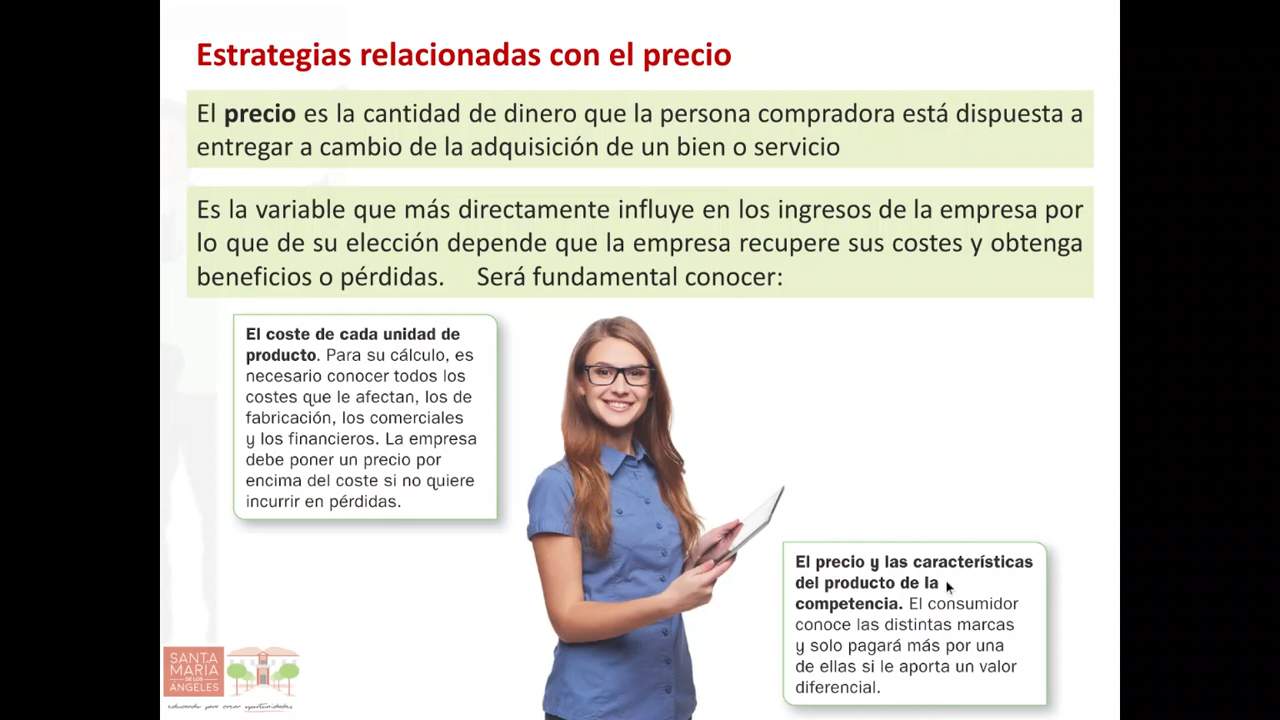 Estrategias relacionadas con el precio
El precio es la cantidad de dinero que la persona compradora está dispuesta a
entregar a cambio de la adquisición de un bien o servicio
Es la variable que más directamente influye en los ingresos de la empresa por
lo que de su elección depende que la empresa recupere sus costes y obtenga
beneficios o pérdidas. Será fundamental conocer:
El coste de cada unidad de
producto. Para su cálculo, es
necesario conocer todos los
costes que le afectan, los de
fabricación, los comerciales
y los financieros. La empresa
debe poner un precio por
encima del coste si no quiere
incurrir en pérdidas.
El precio y las características
del producto de la
competencia. El consumidor
conoce las distintas marcas
y solo pagará más por una
de ellas si le aporta un valor
diferencial.
SANTA
MARIA
DE LOS
ÁNGELES
educando para crear oportunidades